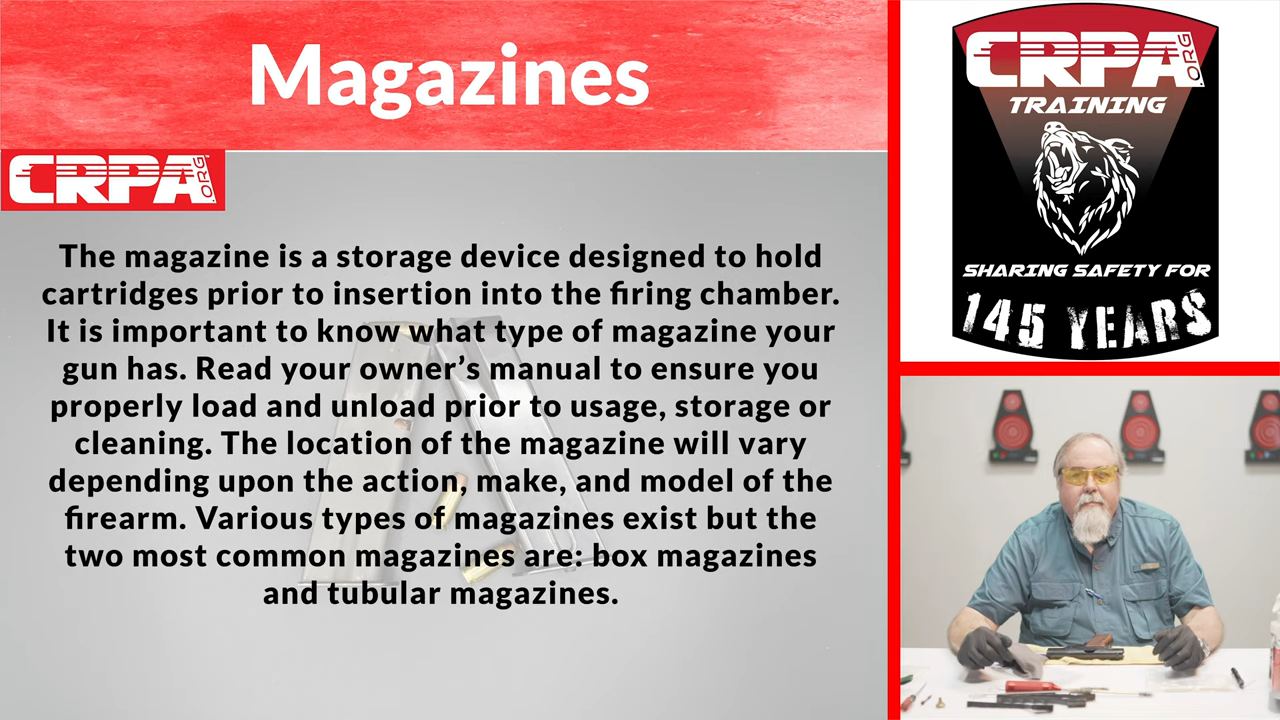 Magazines
CRPA.ORG
The magazine is a storage device designed to hold
cartridges prior to insertion into the firing chamber.
It is important to know what type of magazine your
gun has. Read your owner’s manual to ensure you
properly load and unload prior to usage, storage or
cleaning. The location of the magazine will vary
depending upon the action, make, and model of the
firearm. Various types of magazines exist but the
two most common magazines are: box magazines
and tubular magazines.
CRPA.ORG
TRAINING
SHARING SAFETY FOR
145 YEARS